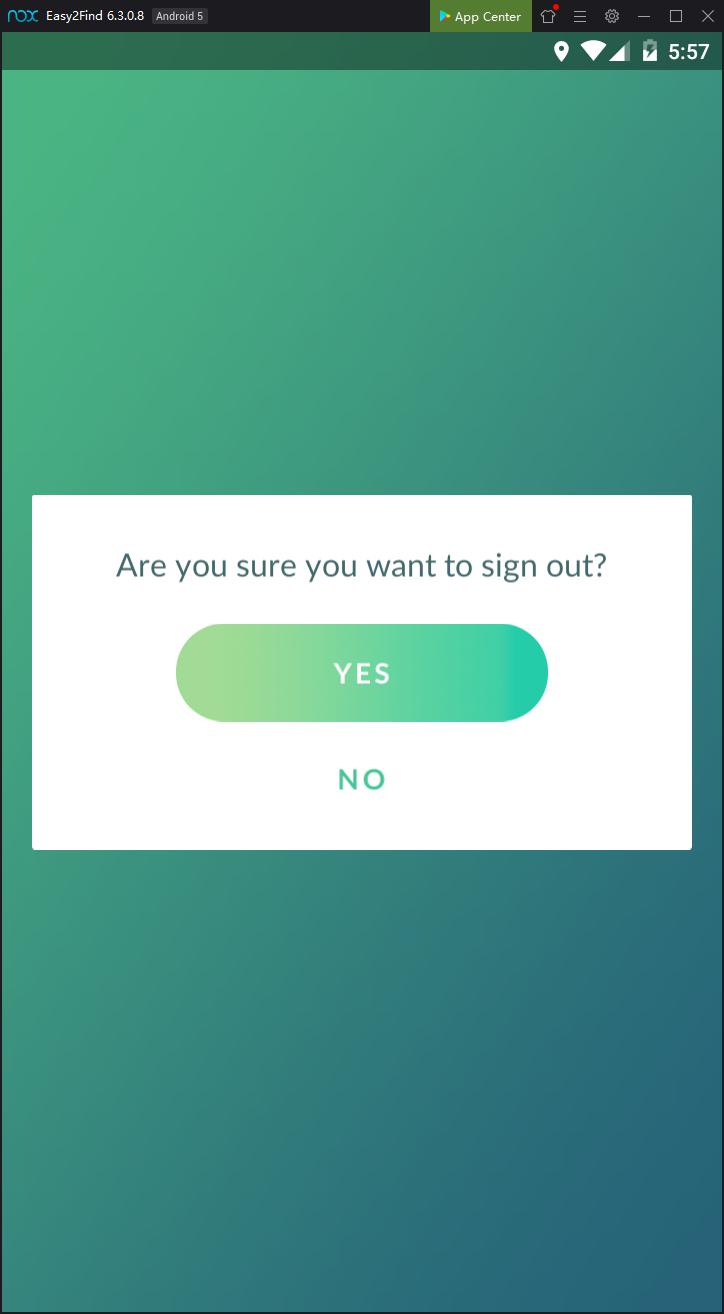 nox Easy2Find 6.3.0.8 Android 5 App Center
5:57
Are you sure you want to sign out?
YES
NO